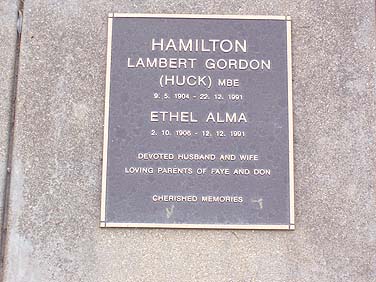 HAMILTON
LAMBERT GORDON
(HUCK) MBE
9. 5. 1904 - 22. 12. 1991
ETHEL ALMA
2. 10. 1906 - 12. 12. 1991
DEVOTED HUSBAND AND WIFE
LOVING PARENTS OF FAYE AND DON
CHERISHED MEMORIES